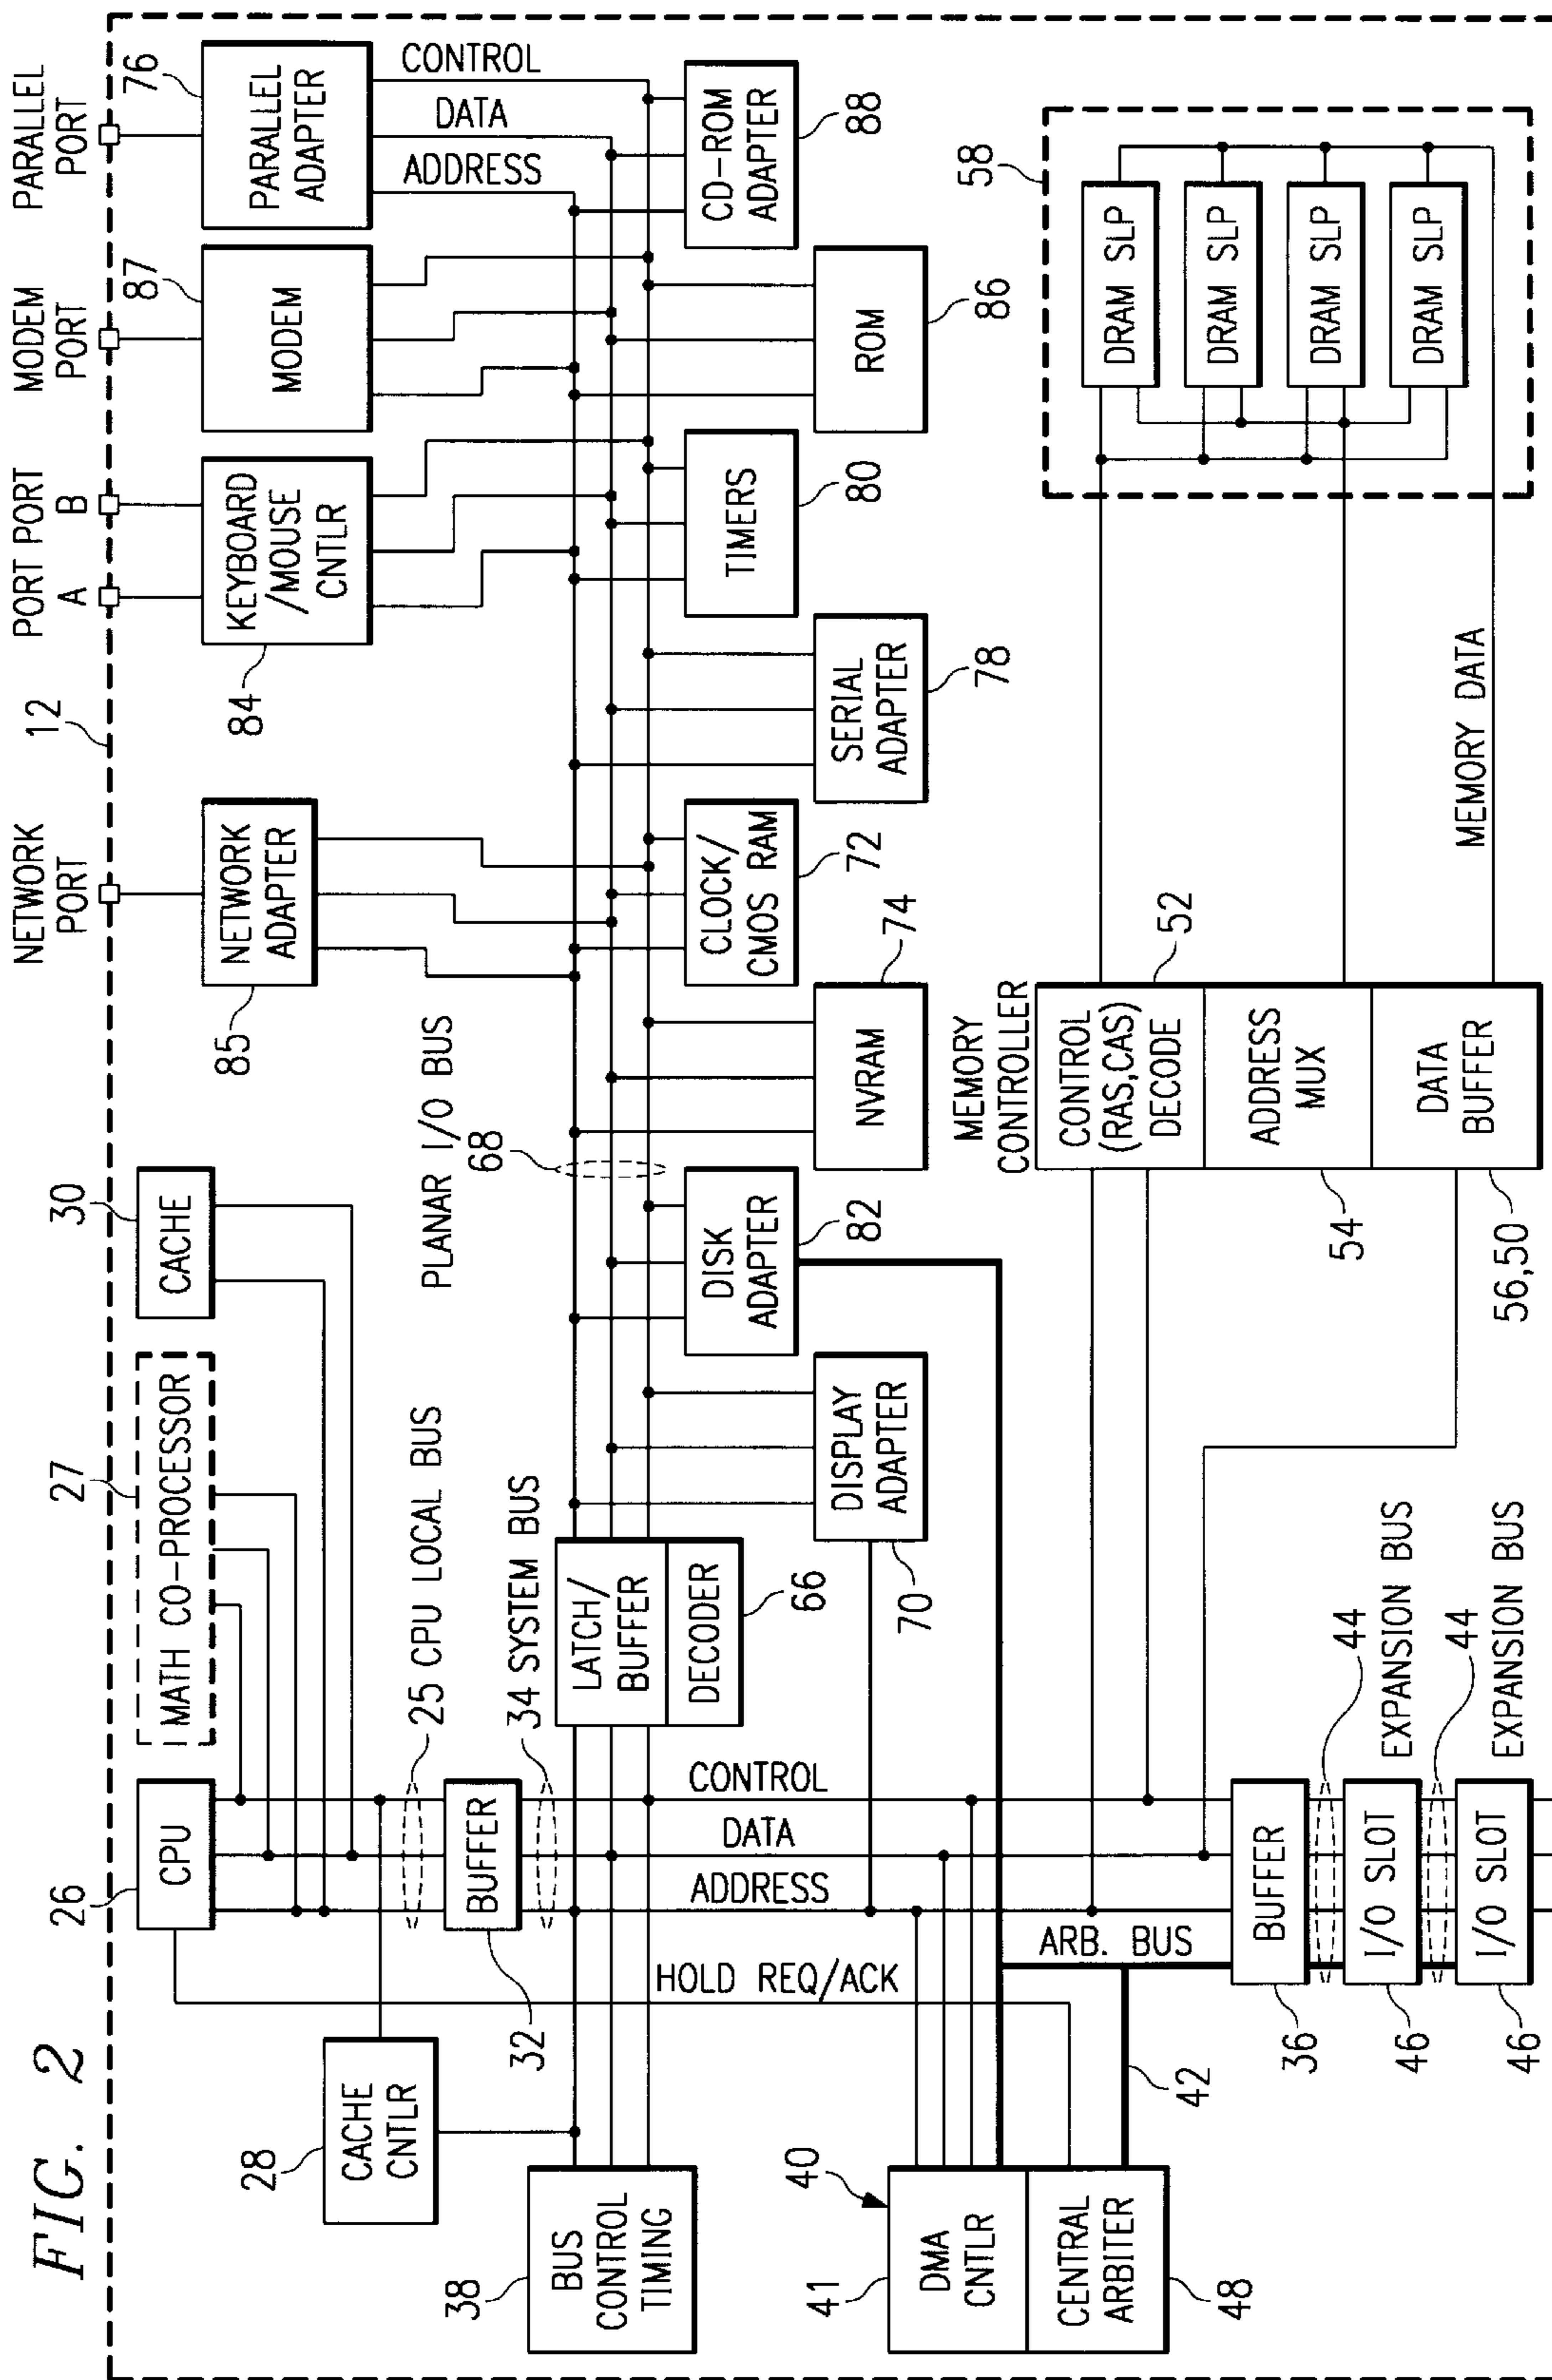 FIG. 2
NETWORK
PORT
12
PORT
A
PORT
B
MODEM
PORT
PARALLEL
PORT
26
CPU
27
MATH CO-PROCESSOR
30
CACHE
85
NETWORK
ADAPTER
84
KEYBOARD
/MOUSE
CNTLR
87
MODEM
76
PARALLEL
ADAPTER
28
CACHE
CNTLR
25 CPU LOCAL BUS
BUFFER
32
34 SYSTEM BUS
PLANAR I/O BUS
68
ADDRESS
DATA
CONTROL
38
BUS
CONTROL
TIMING
LATCH/
BUFFER
DECODER
66
HOLD REQ/ACK
ADDRESS
DATA
CONTROL
DISPLAY
ADAPTER
70
DISK
ADAPTER
82
NVRAM
74
CLOCK/
CMOS RAM
72
SERIAL
ADAPTER
78
TIMERS
80
ROM
86
CD-ROM
ADAPTER
88
40
41
DMA
CNTLR
CENTRAL
ARBITER
48
42
ARB. BUS
MEMORY
CONTROLLER
CONTROL
(RAS,CAS)
DECODE
52
ADDRESS
MUX
54
DATA
BUFFER
56,50
MEMORY DATA
58
DRAM SLP
DRAM SLP
DRAM SLP
DRAM SLP
BUFFER
36
44
EXPANSION BUS
I/O SLOT
46
44
EXPANSION BUS
I/O SLOT
46